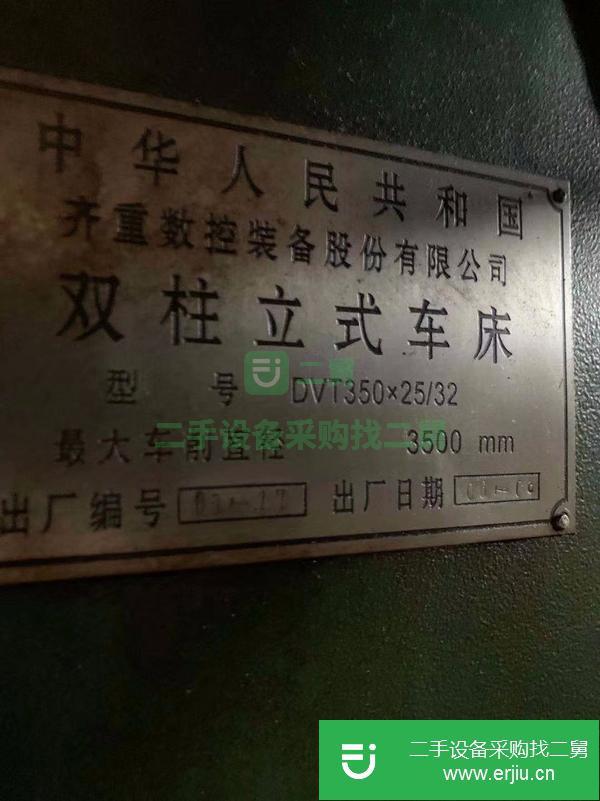 中华人民共和国
齐重数控装备股份有限公司
双柱立式车床
型 号 DVT350×25/32
二舅
二手设备采购找二舅
最大车削直径 3500 mm
出厂编号
出厂日期
二手设备采购找二舅
www.erjiu.cn